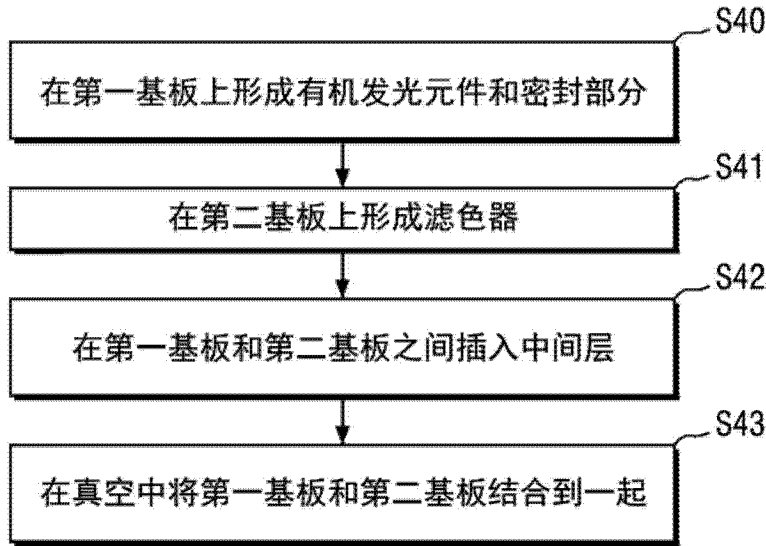 S40
在第一基板上形成有机发光元件和密封部分
S41
在第二基板上形成滤色器
S42
在第一基板和第二基板之间插入中间层
S43
在真空中将第一基板和第二基板结合到一起